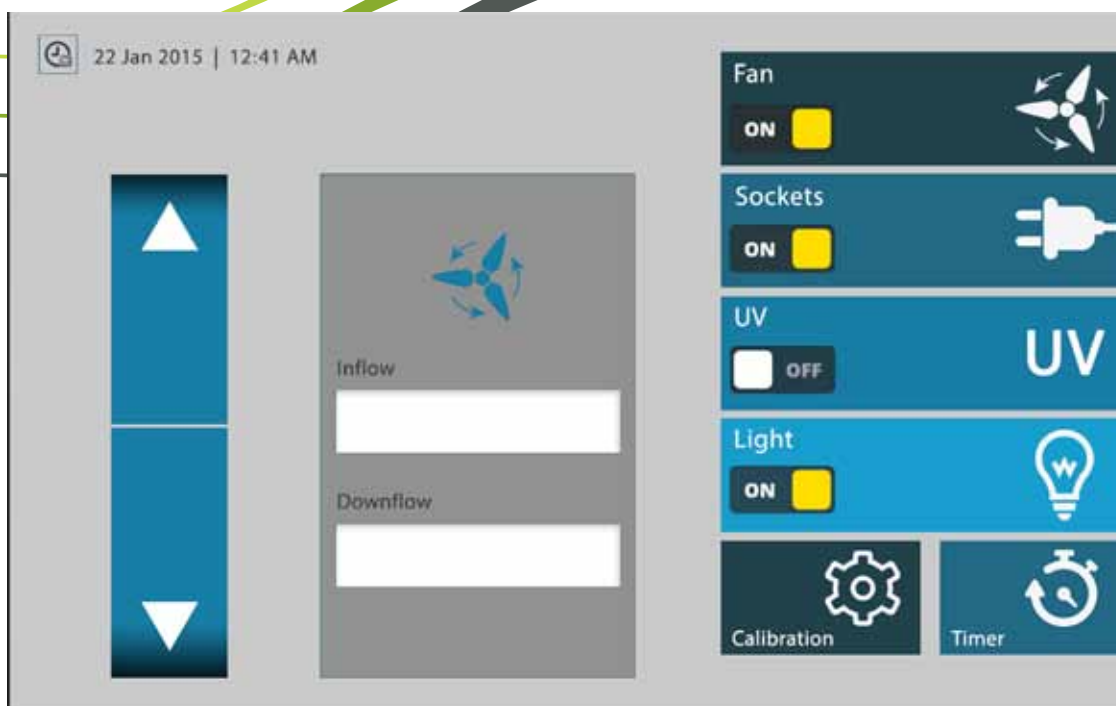 22 Jan 2015 | 12:41 AM
Fan
ON
Sockets
ON
UV
OFF
UV
Light
ON
Inflow
Downflow
Calibration
Timer